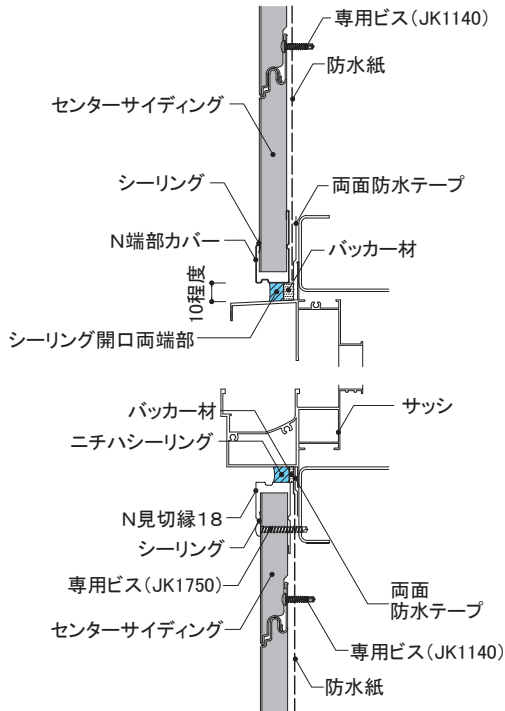 専用ビス(JK1140)
防水紙
センターサイディング
シーリング
両面防水テープ
N端部カバー
バッカー材
10程度
シーリング開口両端部
バッカー材
サッシ
ニチハシーリング
N見切縁18
シーリング
専用ビス(JK1750)
両面
防水テープ
センターサイディング
専用ビス(JK1140)
防水紙